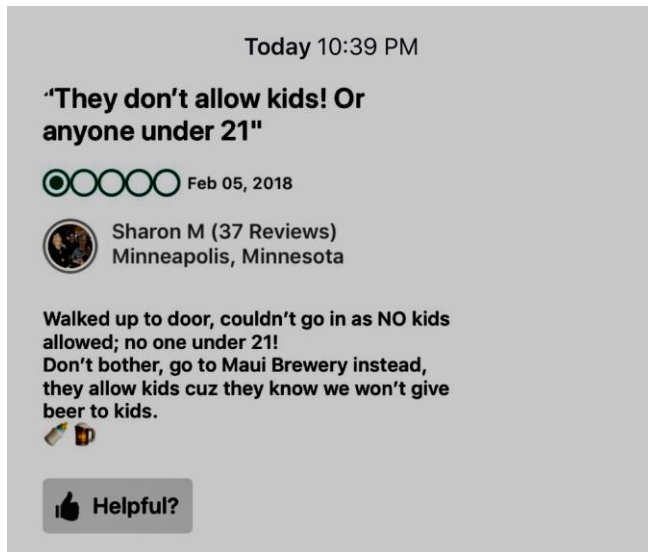 Today 10:39 PM
"They don't allow kids! Or
anyone under 21"
Feb 05, 2018
Sharon M (37 Reviews)
Minneapolis, Minnesota
Walked up to door, couldn't go in as NO kids
allowed; no one under 21!
Don't bother, go to Maui Brewery instead,
they allow kids cuz they know we won't give
beer to kids.
🍼🍺
Helpful?